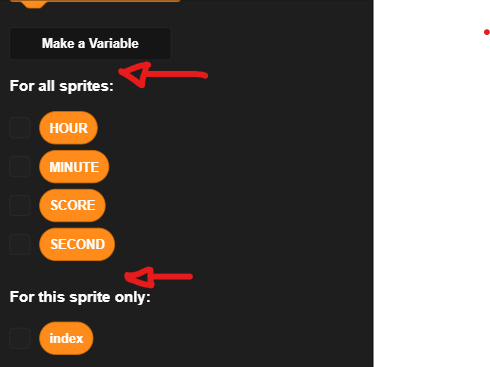 Make a Variable
For all sprites:
HOUR
MINUTE
SCORE
SECOND
For this sprite only:
index